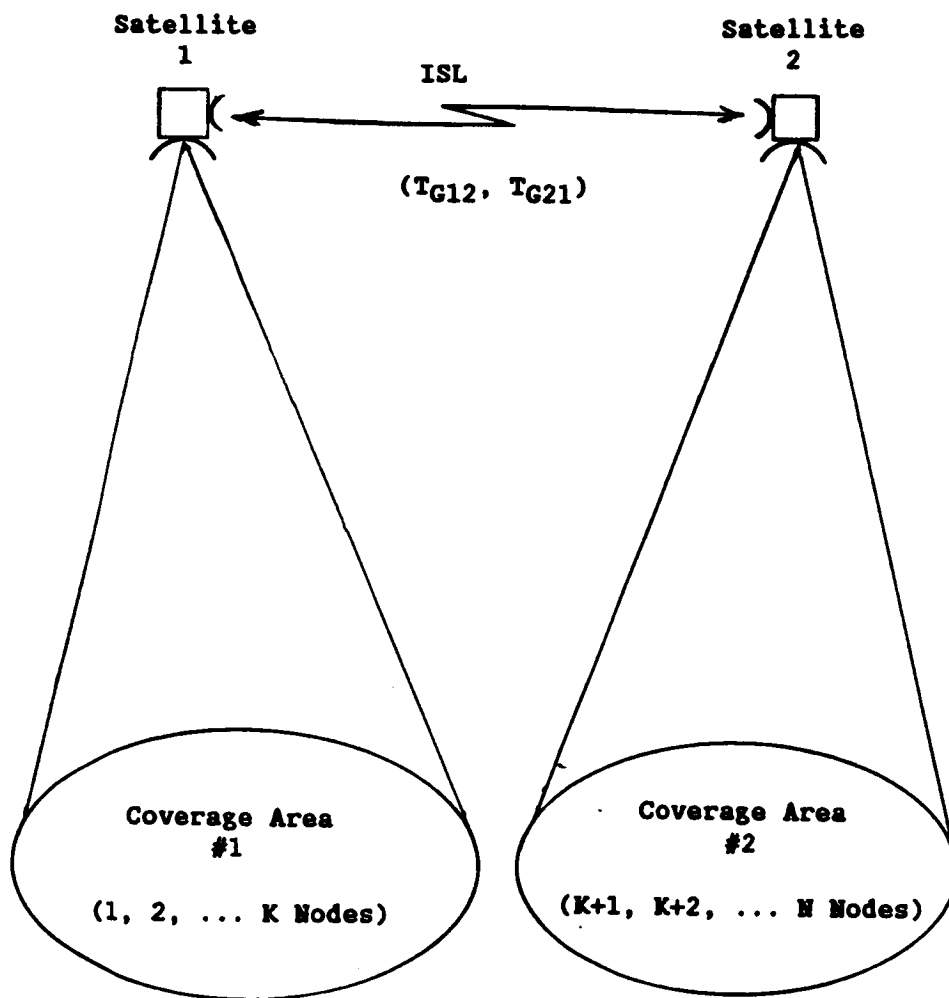 Satellite
1
Satellite
2
ISL
(TG12, TG21)
Coverage Area
#1
(1, 2, ... K Nodes)
Coverage Area
#2
(K+1, K+2, ... N Nodes)